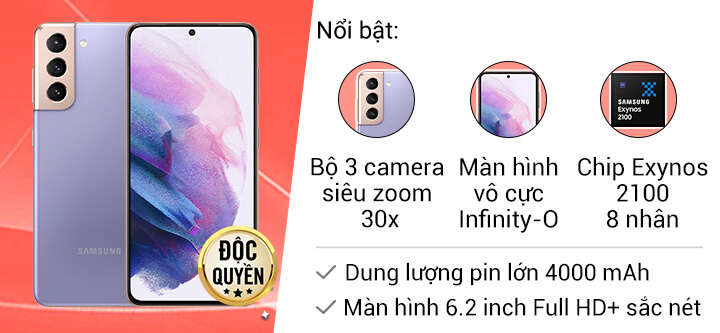 SAMSUNG
ĐỘC
QUYỀN
Nổi bật:
SAMSUNG
Exynos
2100
Bộ 3 camera
siêu zoom
30x
Màn hình
vô cực
Infinity-O
Chip Exynos
2100
8 nhân
Dung lượng pin lớn 4000 mAh
Màn hình 6.2 inch Full HD+ sắc nét